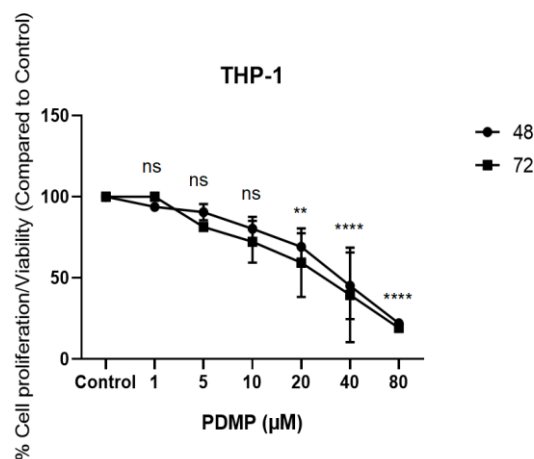 THP-1
% Cell proliferation/Viability (Compared to Control)
150
100
50
0
ns
ns
ns
**
****
****
48
72
Control 1 5 10 20 40 80
PDMP (µM)